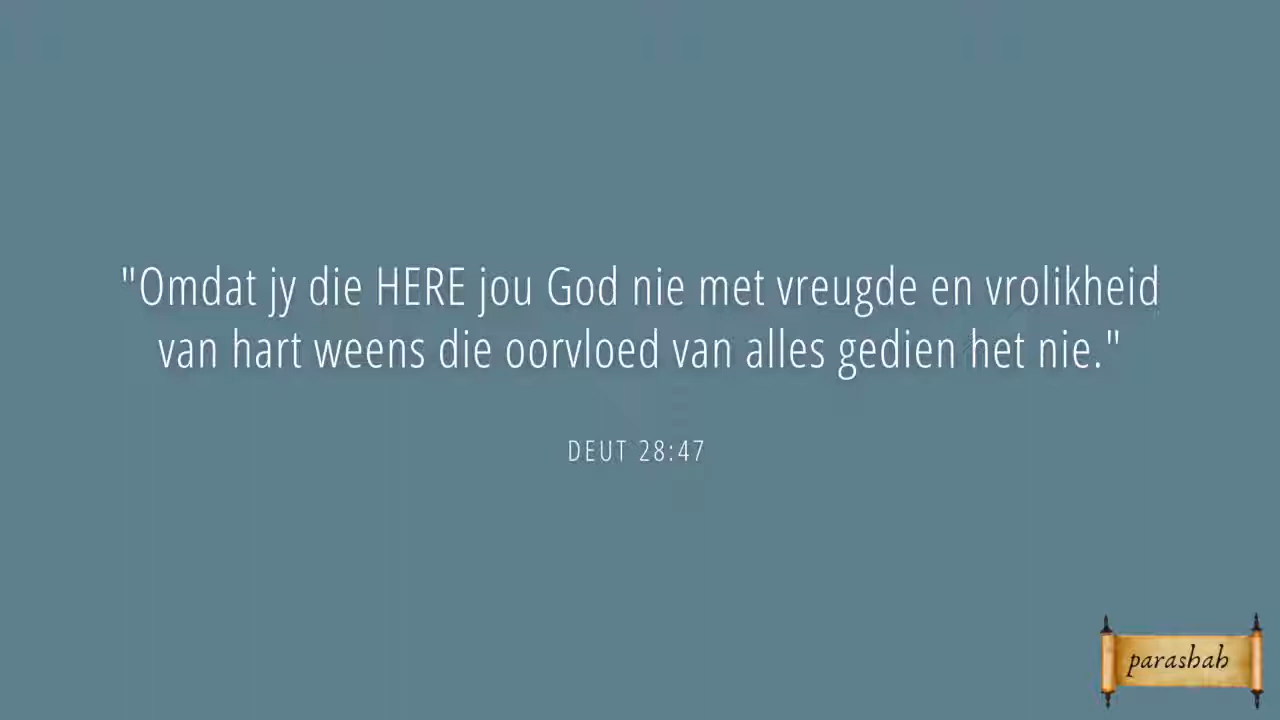 "Omdat jy die HERE jou God nie met vreugde en vrolikheid
van hart weens die oorvloed van alles gedien het nie."
DEUT 28:47
parashah